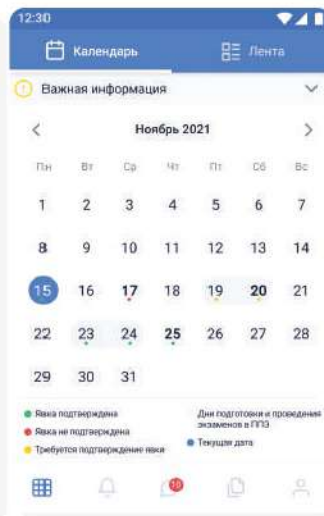 12:30
Календарь
Лента
Важная информация
Ноябрь 2021
Пн Вт Ср Чт Пт Сб Вс
1 2 3 4 5 6 7
8 9 10 11 12 13 14
15 16 17 18 19 20 21
22 23 24 25 26 27 28
29 30 31
Явка подтверждена
Явка не подтверждена
Требуется подтверждение явки
Дни подготовки и проведения
экзаменов в ППЭ
Текущая дата
10